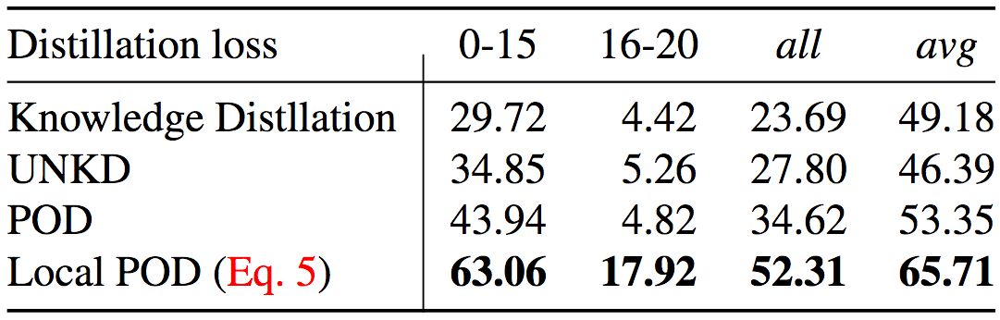 Distillation loss 0-15 16-20 all avg
Knowledge Distllation 29.72 4.42 23.69 49.18
UNKD 34.85 5.26 27.80 46.39
POD 43.94 4.82 34.62 53.35
Local POD (Eq. 5) 63.06 17.92 52.31 65.71